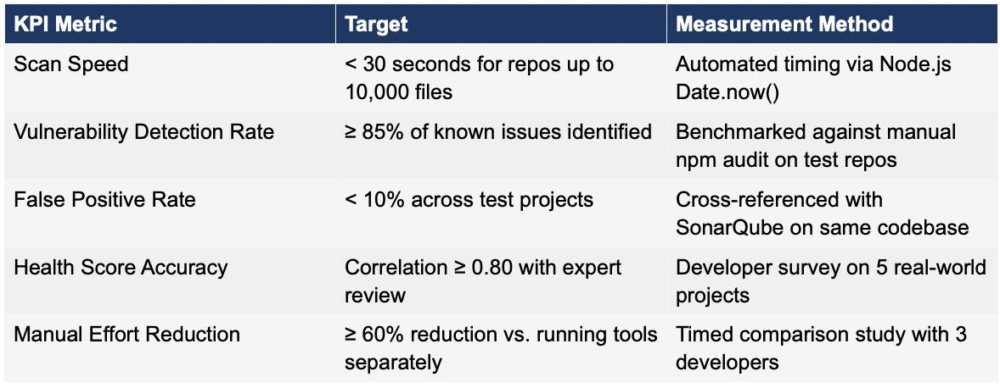 KPI Metric
Target
Measurement Method
Scan Speed
< 30 seconds for repos up to
10,000 files
Automated timing via Node.js
Date.now()
Vulnerability Detection Rate
≥ 85% of known issues identified
Benchmarked against manual
npm audit on test repos
False Positive Rate
< 10% across test projects
Cross-referenced with
SonarQube on same codebase
Health Score Accuracy
Correlation ≥ 0.80 with expert
review
Developer survey on 5 real-world
projects
Manual Effort Reduction
≥ 60% reduction vs. running tools
separately
Timed comparison study with 3
developers